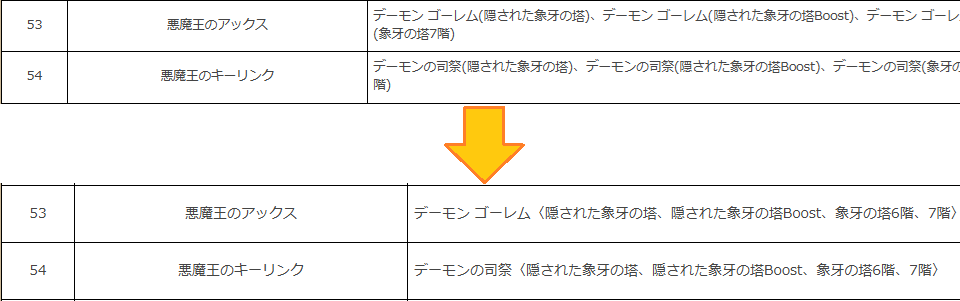 53 悪魔王のアックス デーモン ゴーレム(隠された象牙の塔)、デーモン ゴーレム(隠された象牙の塔Boost)、デーモン ゴーレ
(象牙の塔7階)
54 悪魔王のキーリンク デーモンの司祭(隠された象牙の塔)、デーモンの司祭(隠された象牙の塔Boost)、デーモンの司祭(象牙の
階)
53 悪魔王のアックス デーモン ゴーレム〈隠された象牙の塔、隠された象牙の塔Boost、象牙の塔6階、7階〉
54 悪魔王のキーリンク デーモンの司祭〈隠された象牙の塔、隠された象牙の塔Boost、象牙の塔6階、7階〉